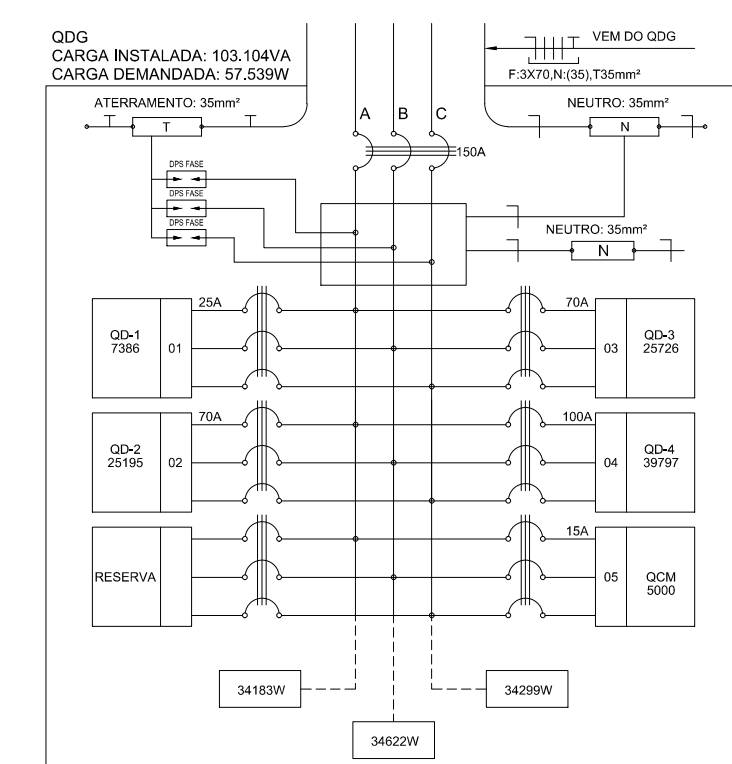 QDG
CARGA INSTALADA: 103.104VA
CARGA DEMANDADA: 57.539W
VEM DO QDG
F:3X70,N:(35),T35mm²
ATERRAMENTO: 35mm²
T
A
B
C
NEUTRO: 35mm²
N
150A
DPS FASE
DPS FASE
DPS FASE
NEUTRO: 35mm²
N
QD-1
7386
01
25A
70A
03
QD-3
25726
QD-2
25195
02
70A
100A
04
QD-4
39797
RESERVA
15A
05
QCM
5000
34183W
34299W
34622W